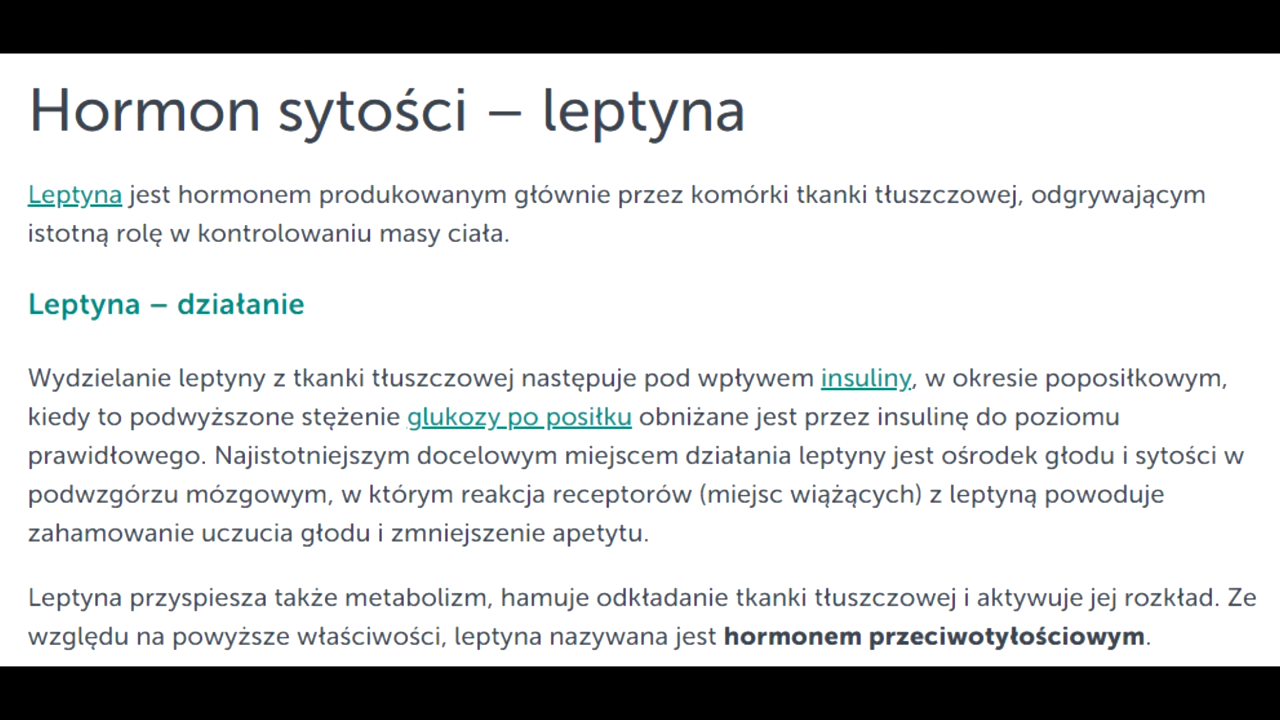 Hormon sytości – leptyna
Leptyna jest hormonem produkowanym głównie przez komórki tkanki tłuszczowej, odgrywającym
istotną rolę w kontrolowaniu masy ciała.
Leptyna – działanie
Wydzielanie leptyny z tkanki tłuszczowej następuje pod wpływem insuliny, w okresie poposiłkowym,
kiedy to podwyższone stężenie glukozy po posiłku obniżane jest przez insulinę do poziomu
prawidłowego. Najistotniejszym docelowym miejscem działania leptyny jest ośrodek głodu i sytości w
podwzgórzu mózgowym, w którym reakcja receptorów (miejsc wiążących) z leptyną powoduje
zahamowanie uczucia głodu i zmniejszenie apetytu.
Leptyna przyspiesza także metabolizm, hamuje odkładanie tkanki tłuszczowej i aktywuje jej rozkład. Ze
względu na powyższe właściwości, leptyna nazywana jest hormonem przeciwotyłościowym.